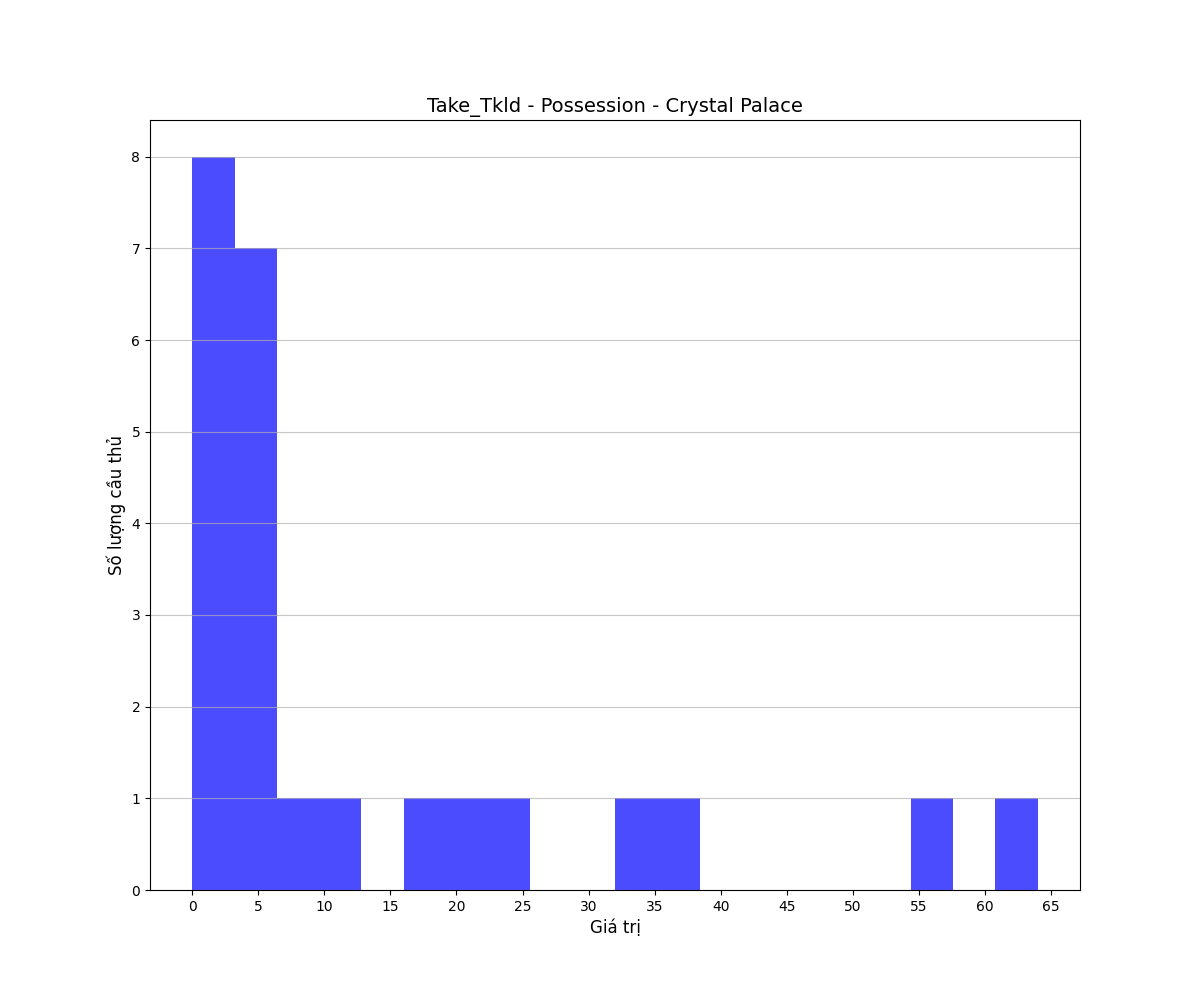 Take_Tkld - Possession - Crystal Palace
Số lượng cầu thủ
8
7
6
5
4
3
2
1
0
0 5 10 15 20 25 30 35 40 45 50 55 60 65
Giá trị